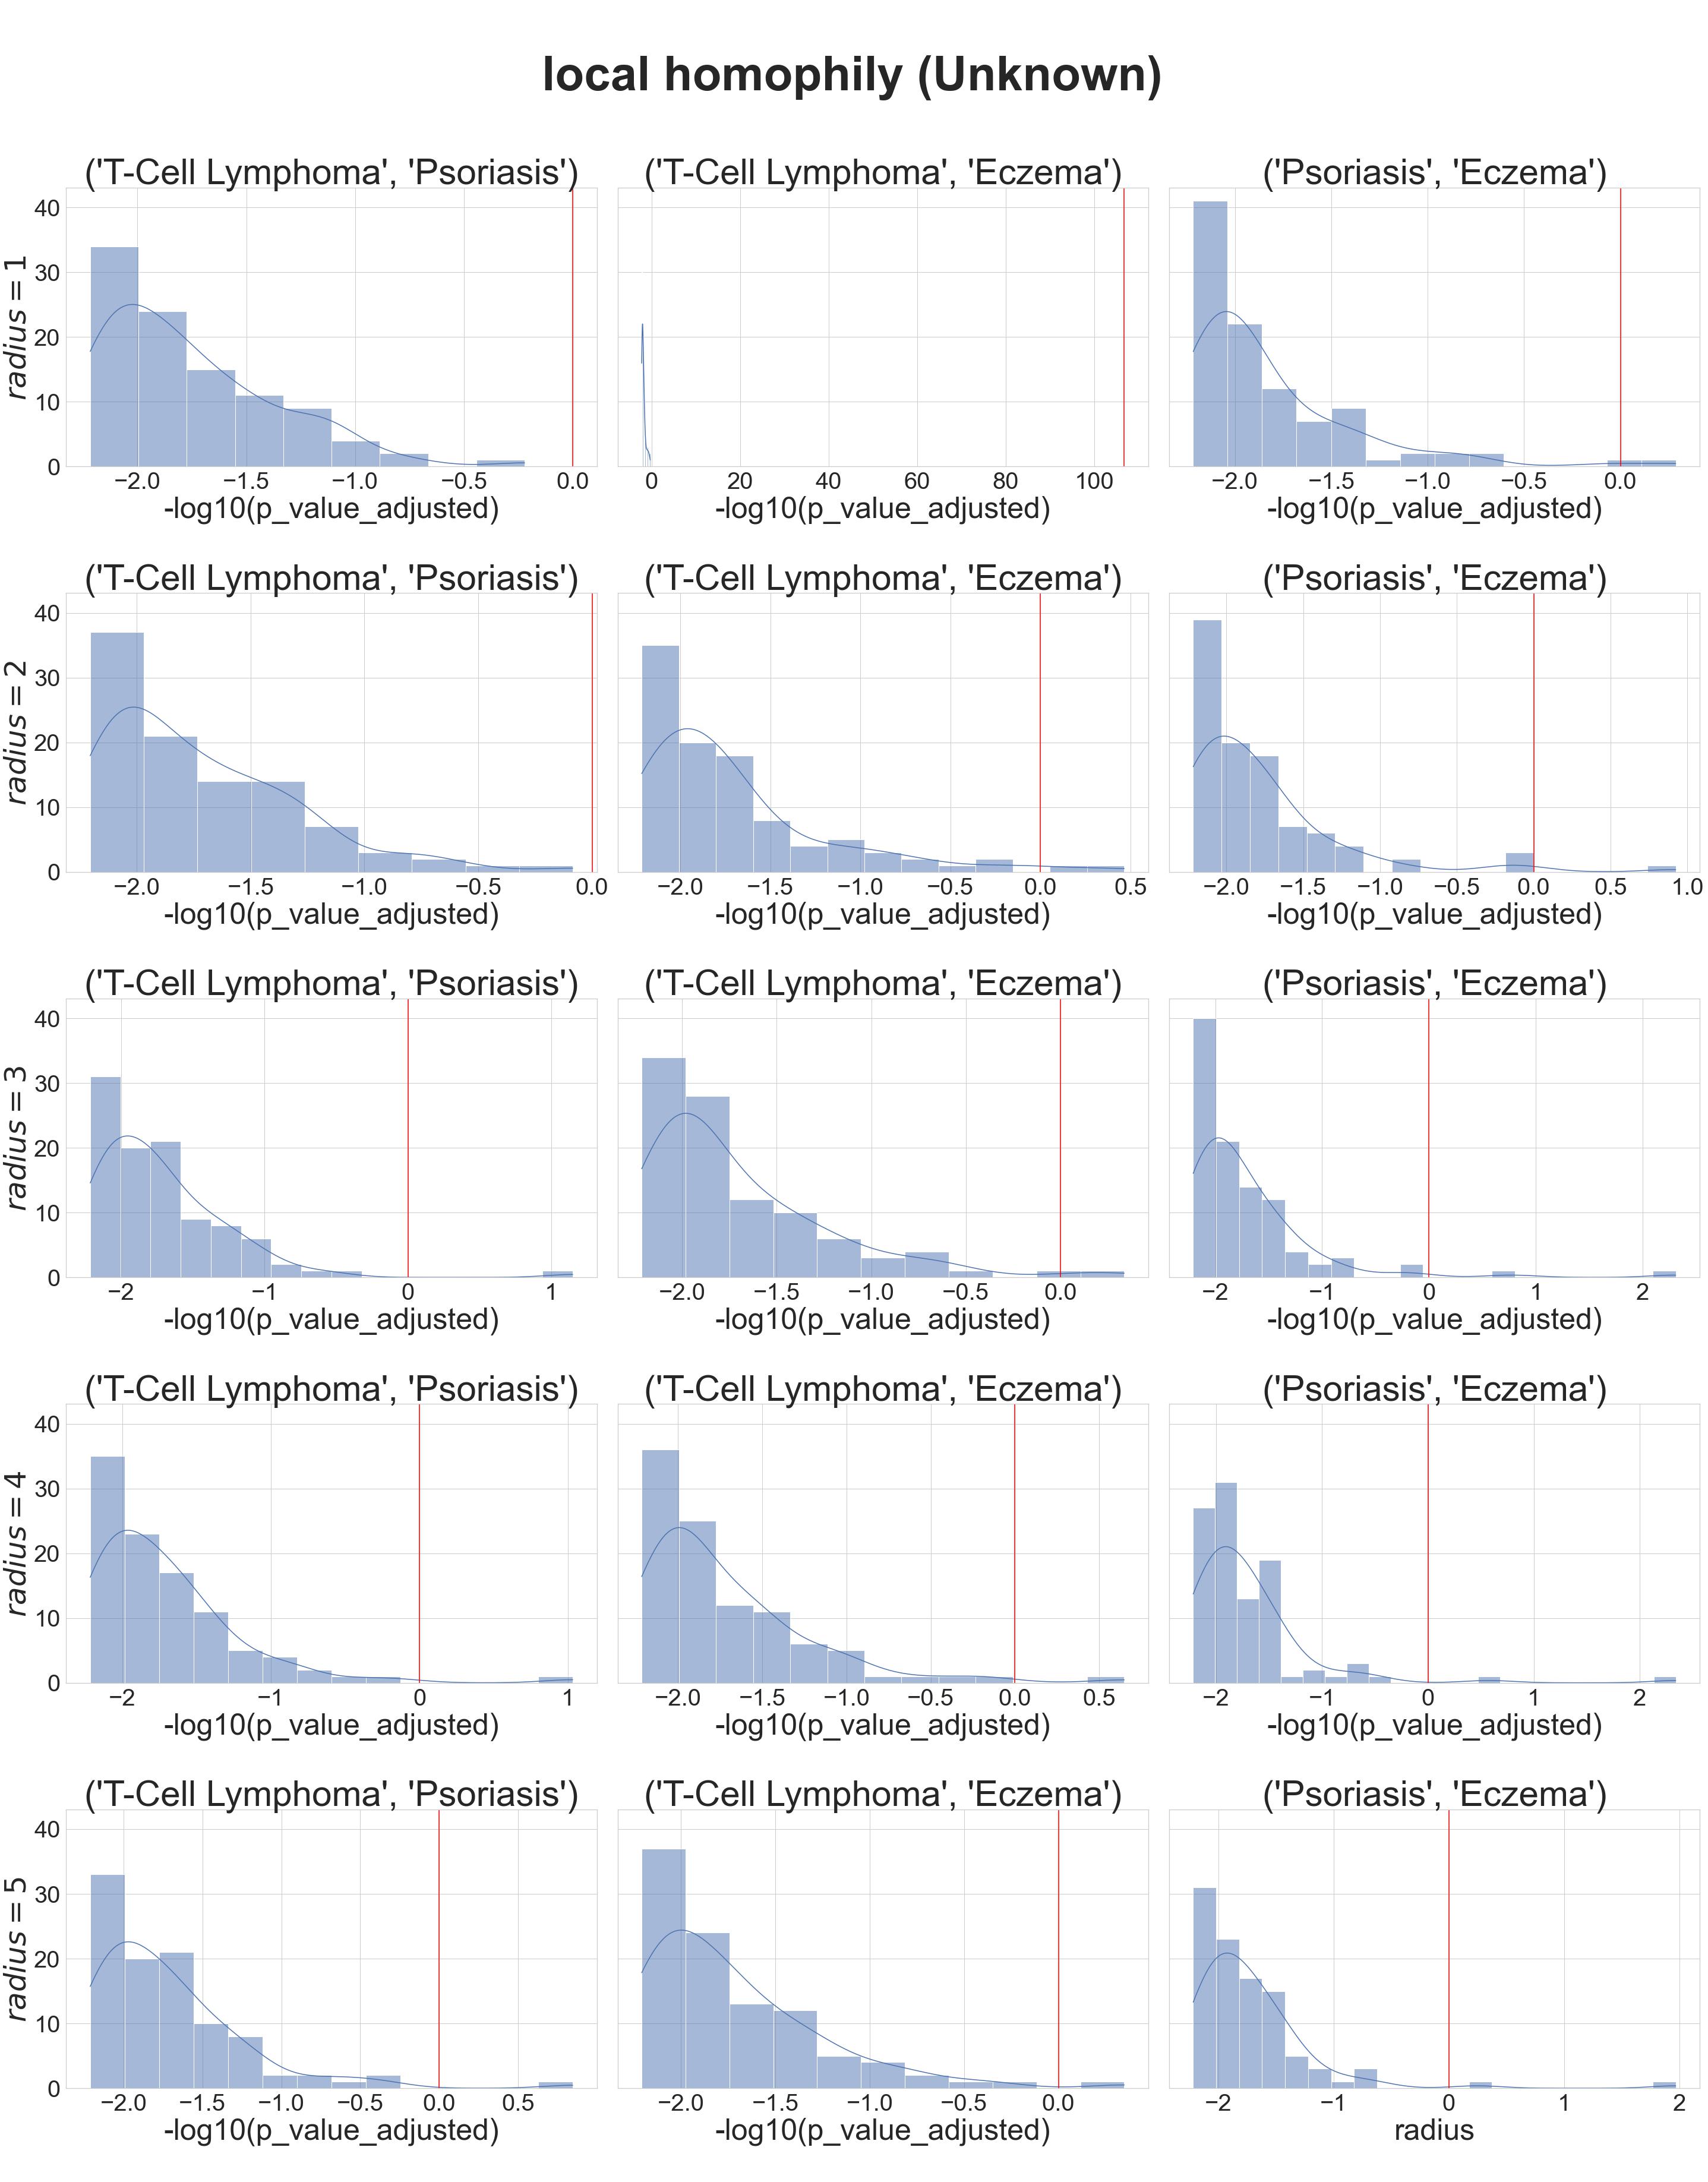 local homophily (Unknown)
('T-Cell Lymphoma', 'Psoriasis') ('T-Cell Lymphoma', 'Eczema') ('Psoriasis', 'Eczema')
radius = 1
40
30
20
10
0
−2.0 −1.5 −1.0 −0.5 0.0 0 20 40 60 80 100 −2.0 −1.5 −1.0 −0.5 0.0
-log10(p_value_adjusted) -log10(p_value_adjusted) -log10(p_value_adjusted)
('T-Cell Lymphoma', 'Psoriasis') ('T-Cell Lymphoma', 'Eczema') ('Psoriasis', 'Eczema')
radius = 2
40
30
20
10
0
−2.0 −1.5 −1.0 −0.5 0.0 −2.0 −1.5 −1.0 −0.5 0.0 0.5 −2.0 −1.5 −1.0 −0.5 0.0 0.5 1.0
-log10(p_value_adjusted) -log10(p_value_adjusted) -log10(p_value_adjusted)
('T-Cell Lymphoma', 'Psoriasis') ('T-Cell Lymphoma', 'Eczema') ('Psoriasis', 'Eczema')
radius = 3
40
30
20
10
0
−2 −1 0 1 −2.0 −1.5 −1.0 −0.5 0.0 −2 −1 0 1 2
-log10(p_value_adjusted) -log10(p_value_adjusted) -log10(p_value_adjusted)
('T-Cell Lymphoma', 'Psoriasis') ('T-Cell Lymphoma', 'Eczema') ('Psoriasis', 'Eczema')
radius = 4
40
30
20
10
0
−2 −1 0 1 −2.0 −1.5 −1.0 −0.5 0.0 0.5 −2 −1 0 1 2
-log10(p_value_adjusted) -log10(p_value_adjusted) -log10(p_value_adjusted)
('T-Cell Lymphoma', 'Psoriasis') ('T-Cell Lymphoma', 'Eczema') ('Psoriasis', 'Eczema')
radius = 5
40
30
20
10
0
−2.0 −1.5 −1.0 −0.5 0.0 0.5 −2.0 −1.5 −1.0 −0.5 0.0 −2 −1 0 1 2
-log10(p_value_adjusted) -log10(p_value_adjusted) radius